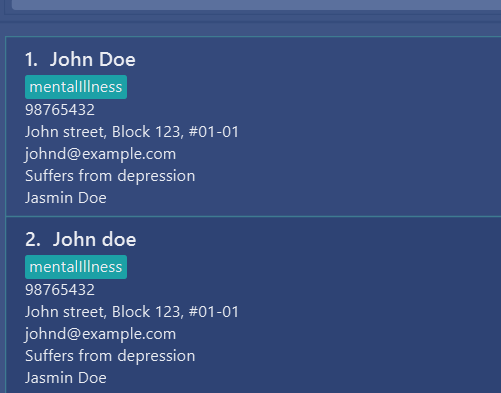 1. John Doe
mentalIllness
98765432
John street, Block 123, #01-01
johnd@example.com
Suffers from depression
Jasmin Doe
2. John doe
mentalIllness
98765432
John street, Block 123, #01-01
johnd@example.com
Suffers from depression
Jasmin Doe